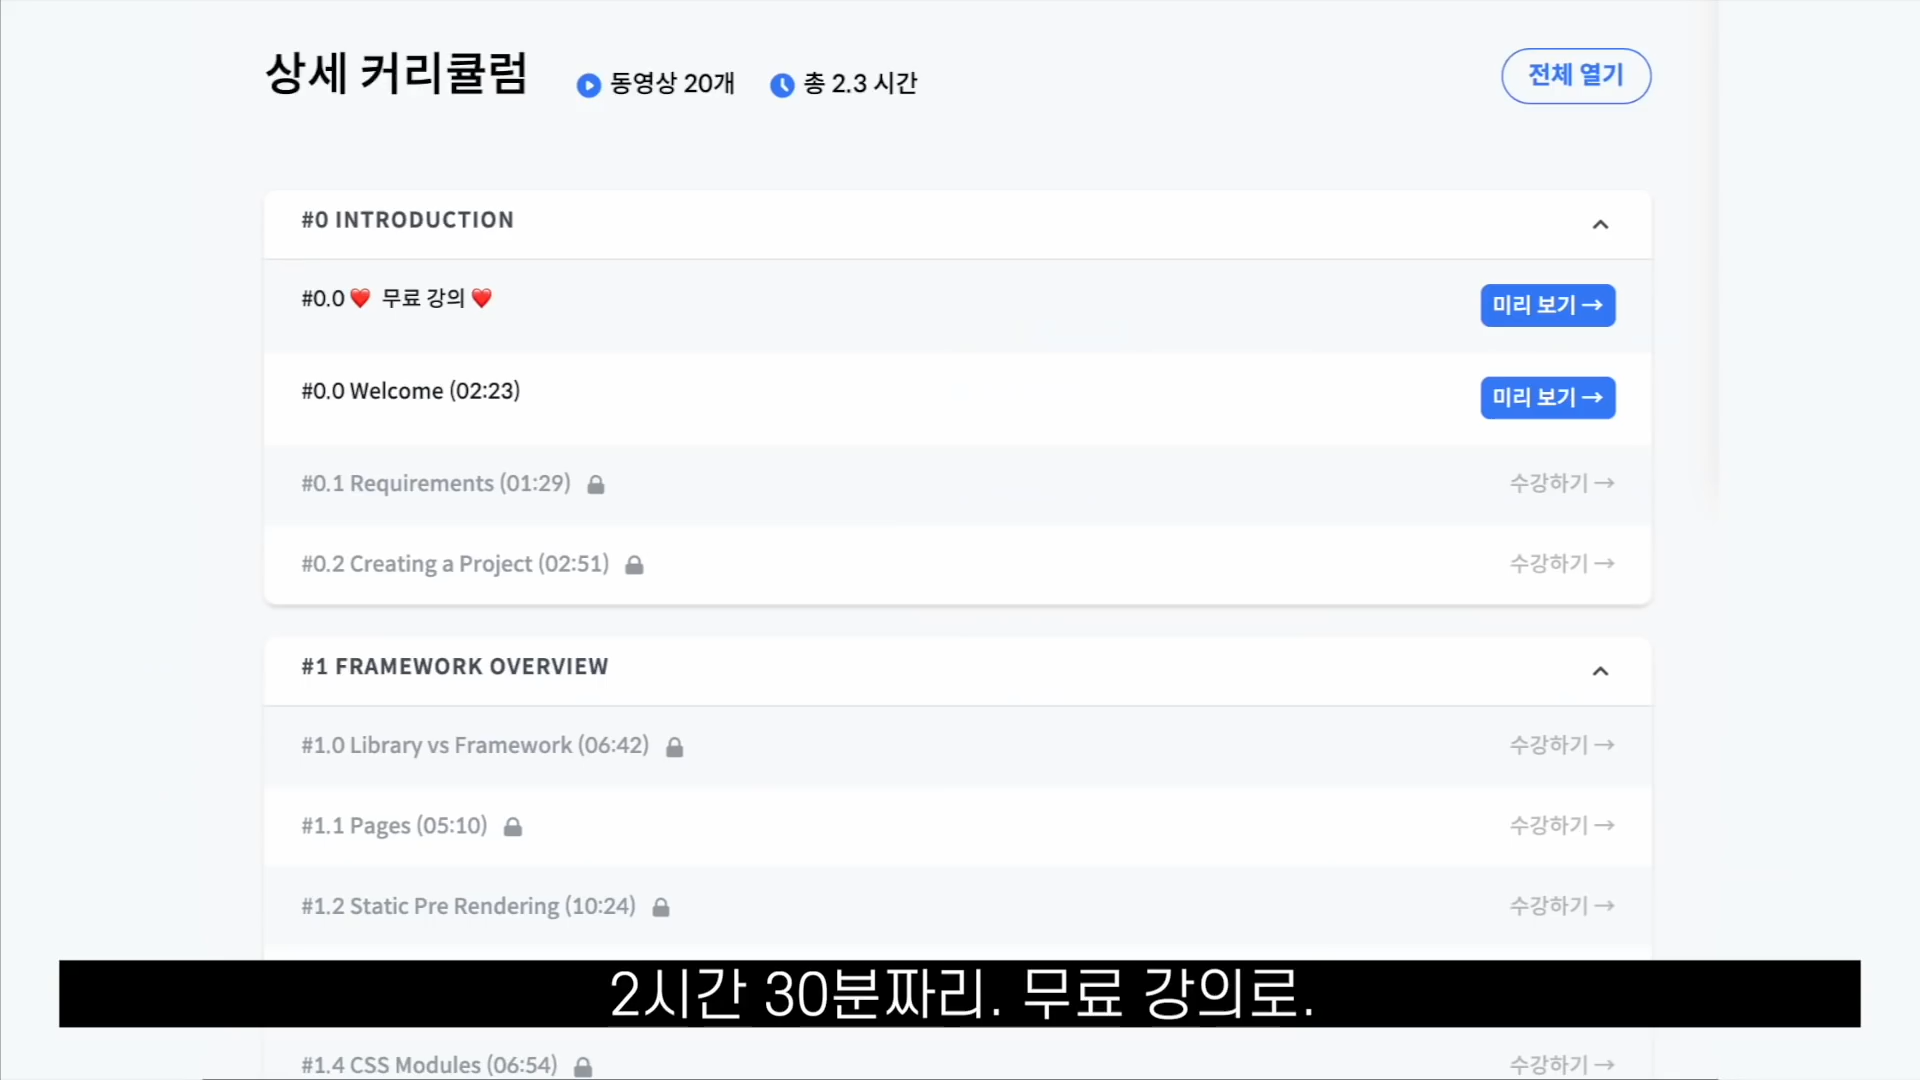 상세 커리큘럼 동영상 20개 총 2.3 시간 전체 열기
#0 INTRODUCTION
#0.0❤️ 무료 강의❤️ 미리 보기→
#0.0 Welcome (02:23) 미리 보기→
#0.1 Requirements (01:29) 수강하기→
#0.2 Creating a Project (02:51) 수강하기→
#1 FRAMEWORK OVERVIEW
#1.0 Library vs Framework (06:42) 수강하기→
#1.1 Pages (05:10) 수강하기→
#1.2 Static Pre Rendering (10:24) 수강하기→
2시간 30분짜리. 무료 강의로.
#1.4 CSS Modules (06:54) 수강하기→